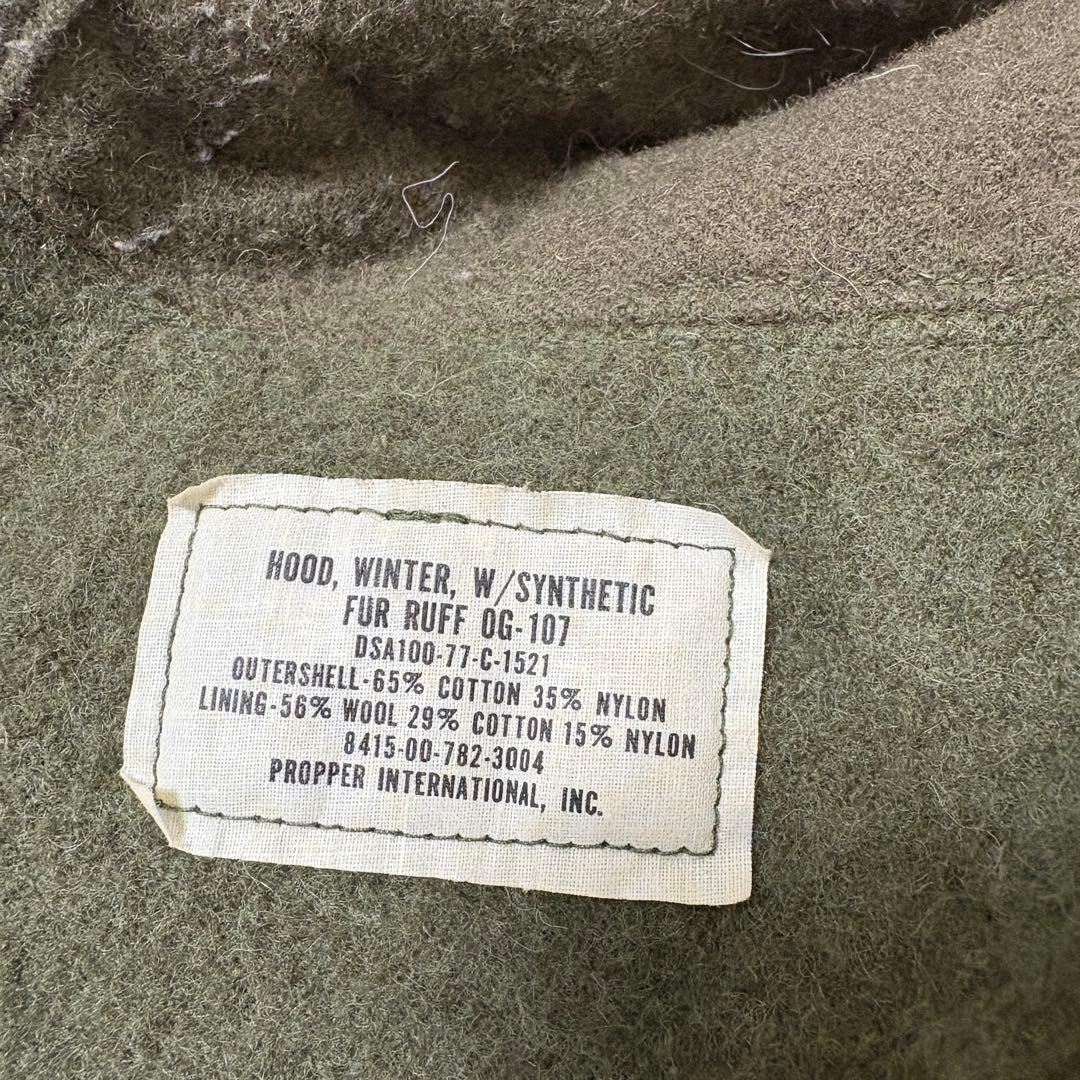 HOOD, WINTER, W/SYNTHETIC
FUR RUFF OG-107
DSA100-77-C-1521
OUTERSHELL-65% COTTON 35% NYLON
LINING-56% WOOL 29% COTTON 15% NYLON
8415-00-782-3004
PROPPER INTERNATIONAL, INC.